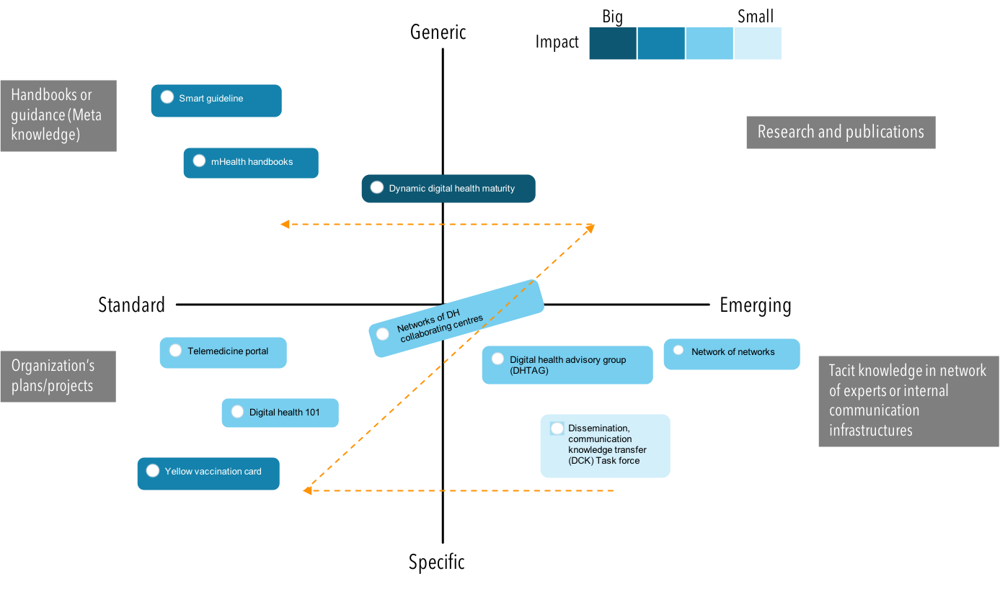 Big
Small
Impact
Generic
Handbooks or
guidance (Meta
knowledge)
Smart guideline
Research and publications
mHealth handbooks
Dynamic digital health maturity
Standard
Emerging
Networks of DH
collaborating centres
Telemedicine portal
Organization's
plans/projects
Digital health advisory group
(DHTAG)
Network of networks
Tacit knowledge in network
of experts or internal
communication
infrastructures
Digital health 101
Dissemination,
communication
knowledge transfer
(DCK) Task force
Yellow vaccination card
Specific